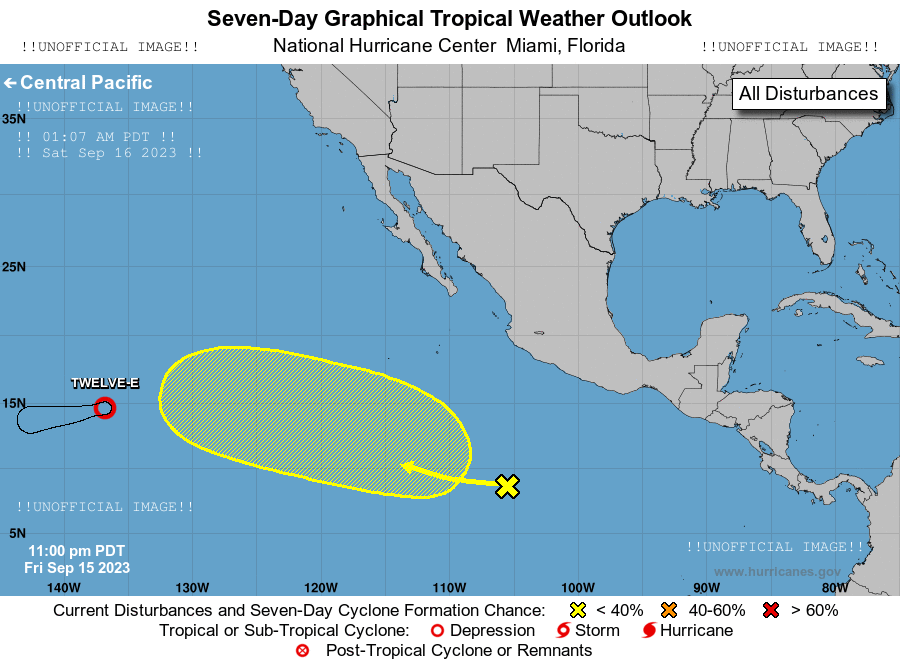 Seven-Day Graphical Tropical Weather Outlook
!!UNOFFICIAL IMAGE!! National Hurricane Center Miami, Florida !!UNOFFICIAL IMAGE!!
Central Pacific
All Disturbances
!!UNOFFICIAL IMAGE!!
35N
!! 01:07 AM PDT !!
!! Sat Sep 16 2023 !!
25N
TWELVE-E
15N
!!UNOFFICIAL IMAGE!!
5N
!!UNOFFICIAL IMAGE!!
11:00 pm PDT
Fri Sep 15 2023
www.hurricanes.gov
140W 130W 120W 110W 100W 90W 80W
Current Disturbances and Seven-Day Cyclone Formation Chance: < 40% 40-60% > 60%
Tropical or Sub-Tropical Cyclone: Depression Storm Hurricane
Post-Tropical Cyclone or Remnants